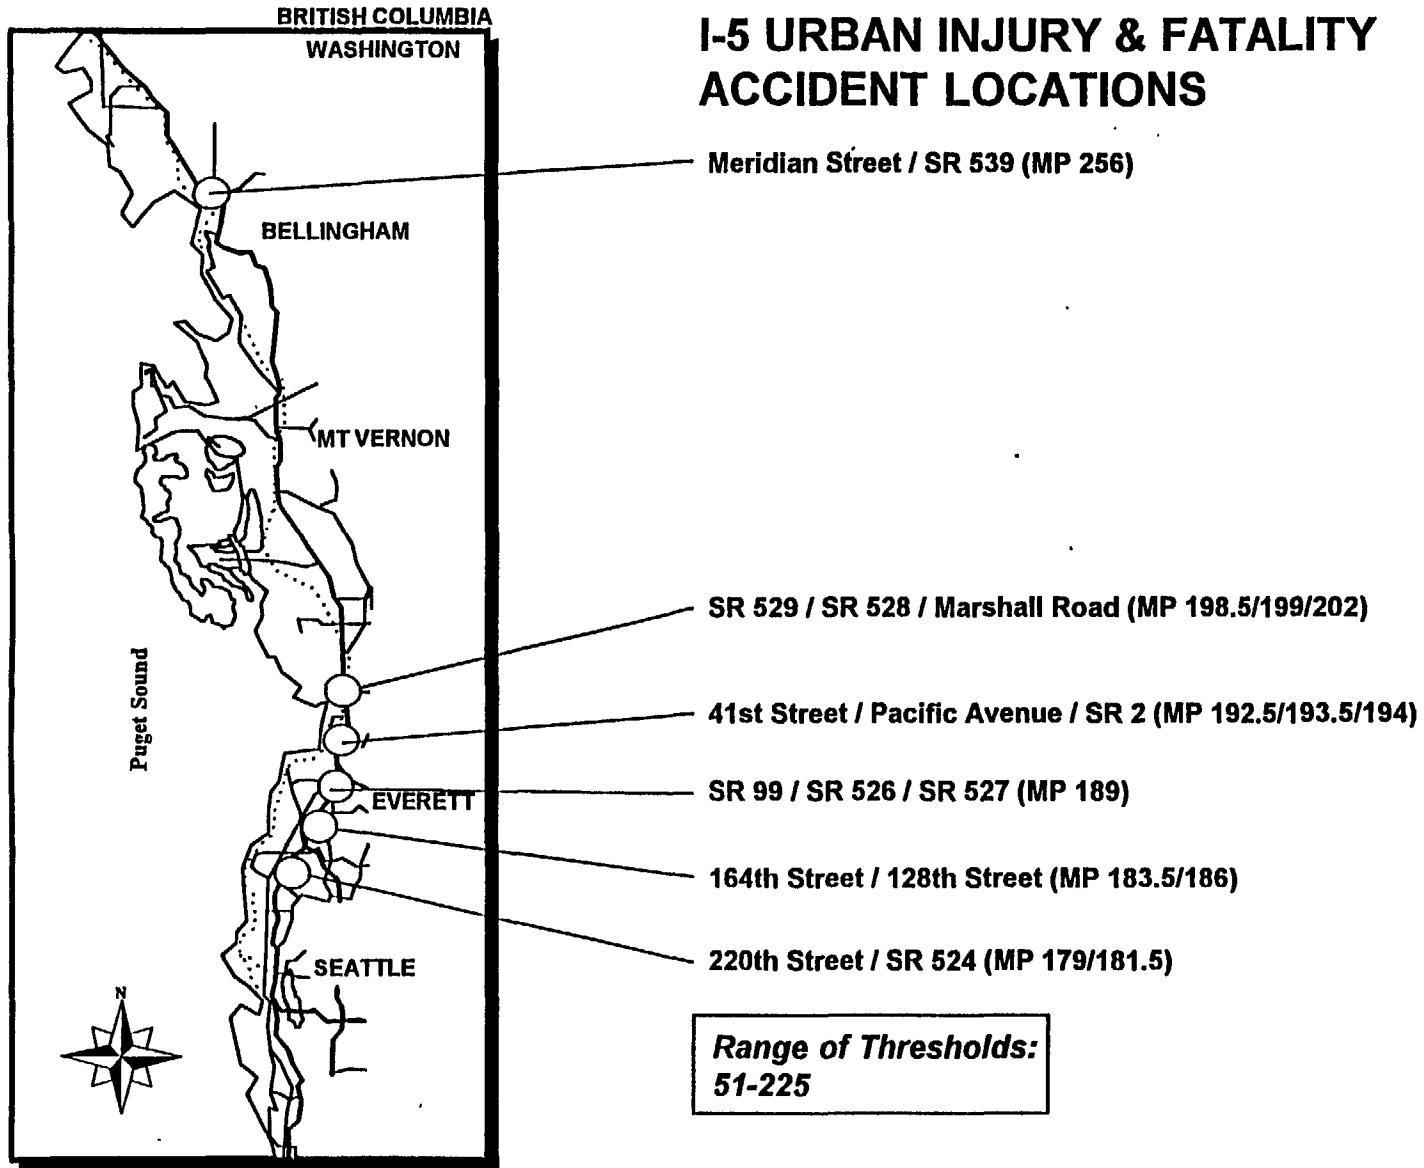 BRITISH COLUMBIA
WASHINGTON
I-5 URBAN INJURY & FATALITY
ACCIDENT LOCATIONS
Meridian Street / SR 539 (MP 256)
BELLINGHAM
MT VERNON
SR 529 / SR 528 / Marshall Road (MP 198.5/199/202)
Puget Sound
41st Street / Pacific Avenue / SR 2 (MP 192.5/193.5/194)
SR 99 / SR 526 / SR 527 (MP 189)
EVERETT
164th Street / 128th Street (MP 183.5/186)
220th Street / SR 524 (MP 179/181.5)
SEATTLE
N
Range of Thresholds:
51-225